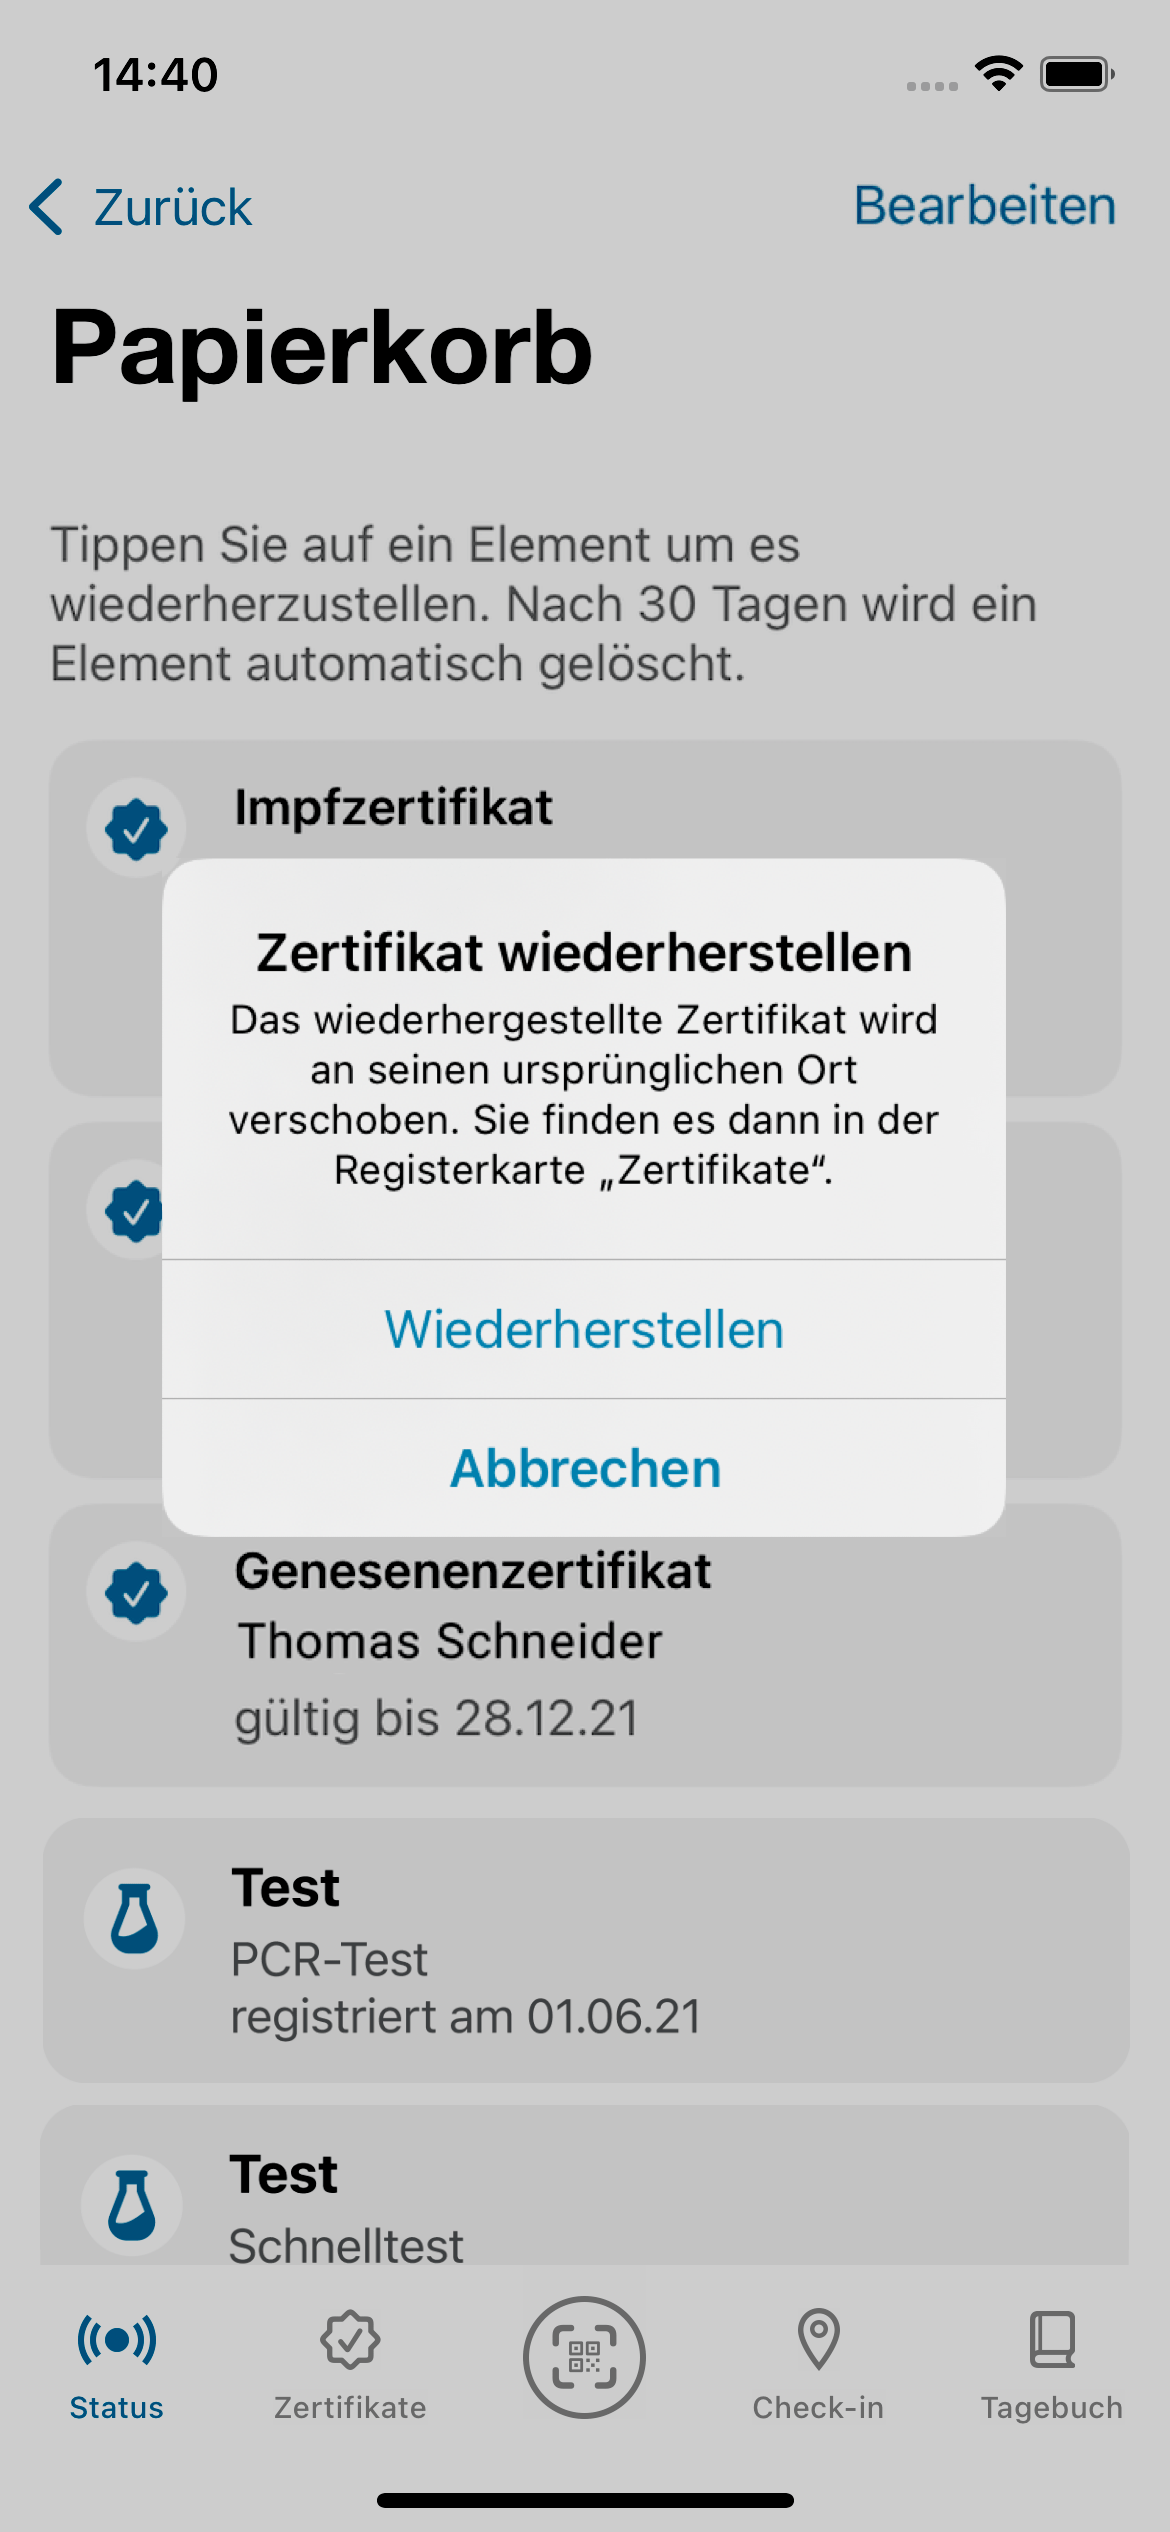 14:40
Zurück
Bearbeiten
Papierkorb
Tippen Sie auf ein Element um es
wiederherzustellen. Nach 30 Tagen wird ein
Element automatisch gelöscht.
Impfzertifikat
Zertifikat wiederherstellen
Das wiederhergestellte Zertifikat wird
an seinen ursprünglichen Ort
verschoben. Sie finden es dann in der
Registerkarte „Zertifikate“.
Wiederherstellen
Abbrechen
Genesenenzertifikat
Thomas Schneider
gültig bis 28.12.21
Test
PCR-Test
registriert am 01.06.21
Test
Schnelltest
Status
Zertifikate
Check-in
Tagebuch